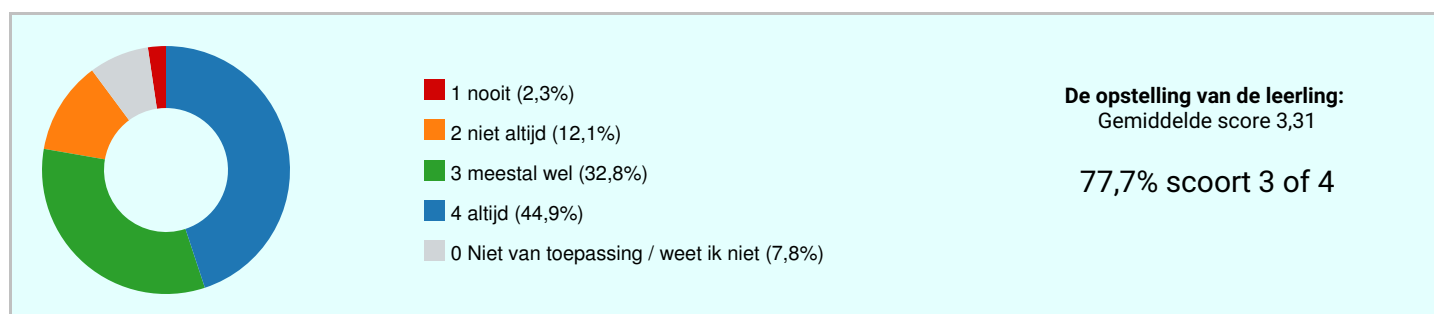 1 nooit (2,3%)
2 niet altijd (12,1%)
3 meestal wel (32,8%)
4 altijd (44,9%)
0 Niet van toepassing / weet ik niet (7,8%)
De opstelling van de leerling:
Gemiddelde score 3,31
77,7% scoort 3 of 4